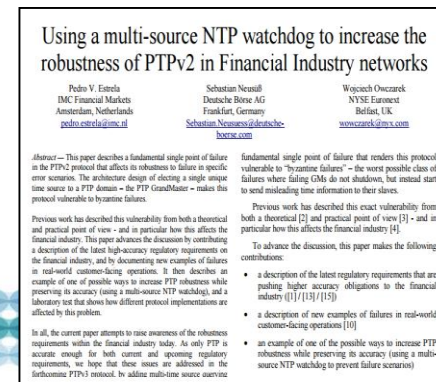 Using a multi-source NTP watchdog to increase the
robustness of PTPv2 in Financial Industry networks
Pedro V. Estrela
IMC Financial Markets
Amsterdam, Netherlands
pedro.estrela@imc.nl
Sebastian Neusüß
Deutsche Börse AG
Frankfurt, Germany
Sebastian.Neusuess@deutsche-
boerse.com
Wojciech Owczarek
NYSE Euronext
Belfast, UK
wowczarek@nyx.com
Abstract — This paper describes a fundamental single point of failure
in the PTPv2 protocol that affects its robustness to failure in specific
error scenarios. The architecture design of electing a single unique
time source to a PTP domain – the PTP GrandMaster – makes this
protocol vulnerable to byzantine failures.
Previous work has described this vulnerability from both a theoretical
and practical point of view - and in particular how this affects the
financial industry. This paper advances the discussion by contributing
a description of the latest high-accuracy regulatory requirements on
the financial industry, and by documenting new examples of failures
in real-world customer-facing operations. It then describes an
example of one of possible ways to increase PTP robustness while
preserving its accuracy (using a multi-source NTP watchdog), and a
laboratory test that shows how different protocol implementations are
affected by this problem.
In all, the current paper attempts to raise awareness of the robustness
requirements within the financial industry today. As only PTP is
accurate enough for both current and upcoming regulatory
requirements, we hope that these issues are addressed in the
forthcoming PTPv3 protocol, by adding multi-time source querying
fundamental single point of failure that renders this protocol
vulnerable to "byzantine failures" – the worst possible class of
failures where failing GMs do not shutdown, but instead start
to send misleading time information to their slaves.
Previous work has described this exact vulnerability from
both a theoretical [2] and practical point of view [3] - and in
particular how this affects the financial industry [4].
To advance the discussion, this paper makes the following
contributions:
• a description of the latest regulatory requirements that are
pushing higher accuracy obligations to the financial
industry ([1] / [13] / [15])
• a description of new examples of failures in real-world
customer-facing operations [10]
• an example of one of the possible ways to increase PTP
robustness while preserving its accuracy (using a multi-
source NTP watchdog to prevent failure scenarios)